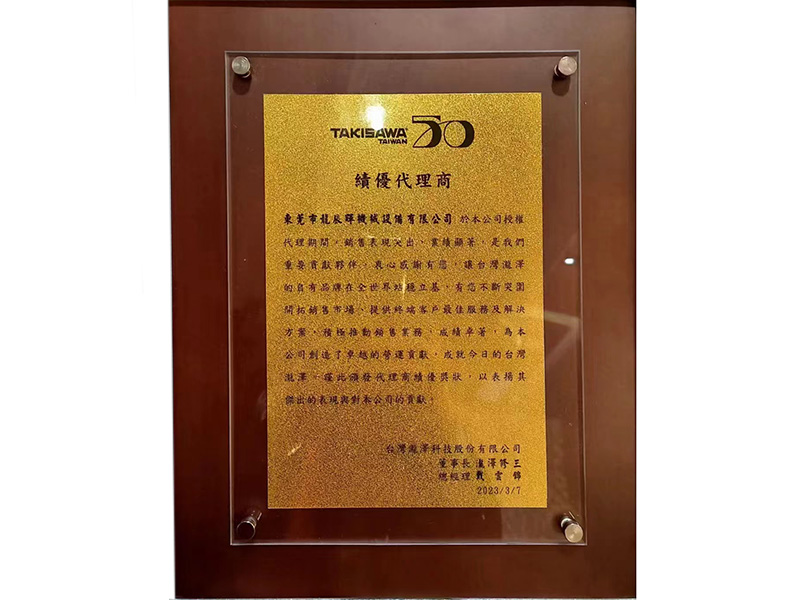 TAKISAWA 50
TAIWAN
績優代理商
東莞市龍辰暉機械設備有限公司於本公司授權
代理期間，銷售表現突出，業績顯著，是我們
重要貢獻夥伴。衷心感謝有您，讓台灣瀧澤
的自有品牌在全世界站穩立基，有您不斷突圍
開拓銷售市場、提供終端客戶最佳服務及解決
方案，積極推動銷售業務，成績卓著，為本
公司創造了卓越的營運貢獻，成就今日的台灣
瀧澤。謹此頒發代理商績優獎狀，以表揚其
傑出的表現與對本公司的貢獻。
台灣瀧澤科技股份有限公司
董事長 瀧澤修三
總經理 戴雲錦
2023/3/7